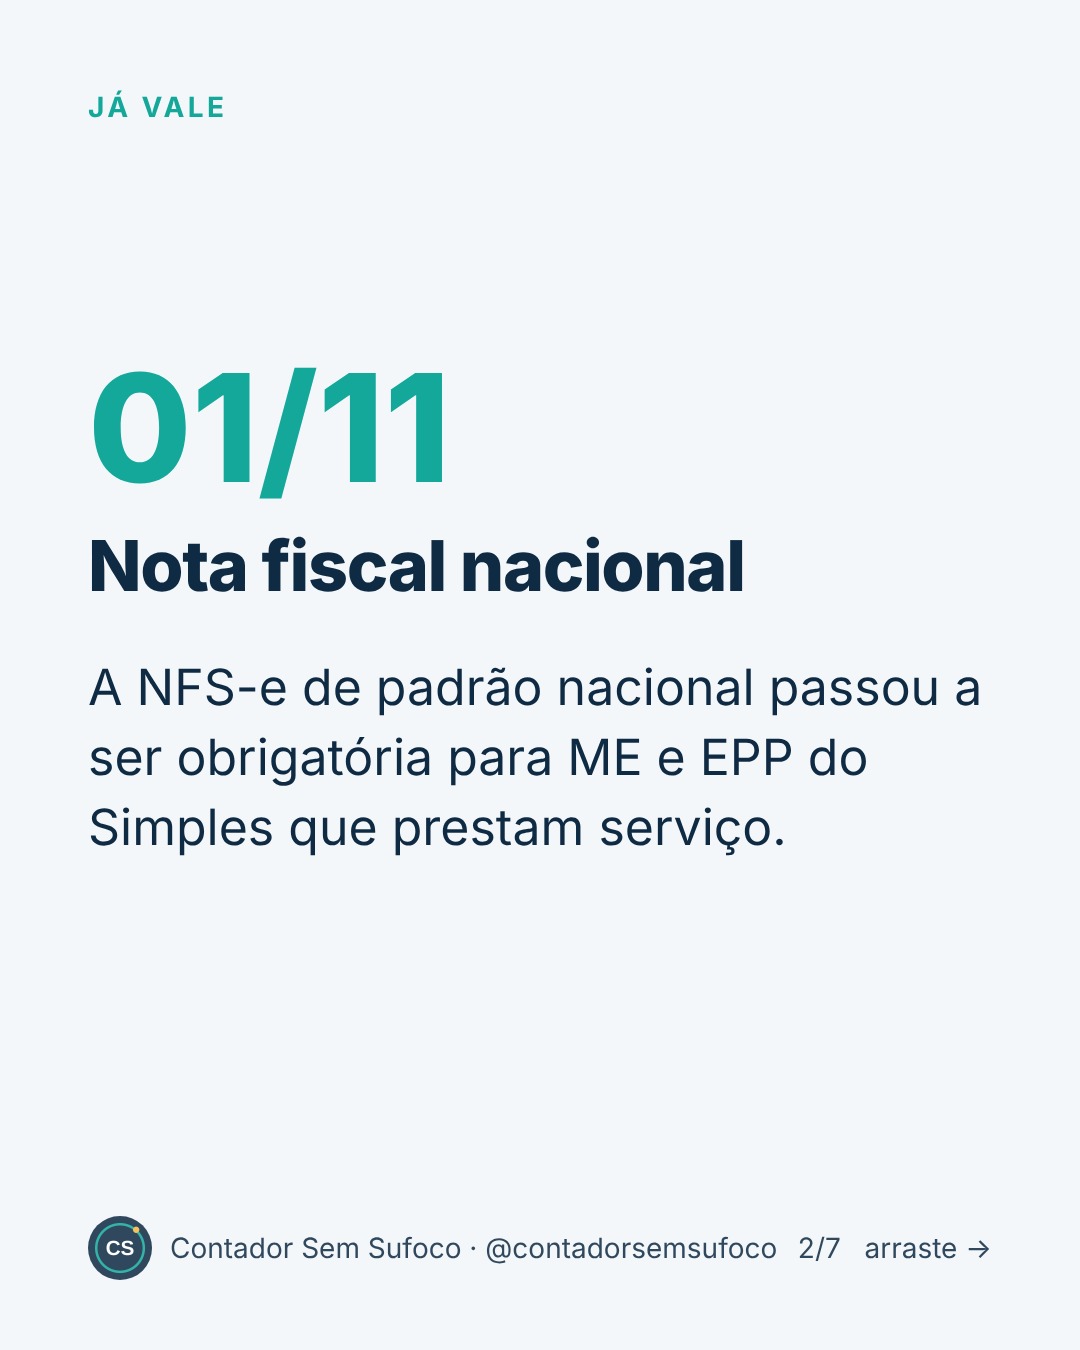 JÁ VALE
01/11
Nota fiscal nacional
A NFS-e de padrão nacional passou a
ser obrigatória para ME e EPP do
Simples que prestam serviço.
CS Contador Sem Sufoco · @contadorsemsufoco 2/7 arraste →